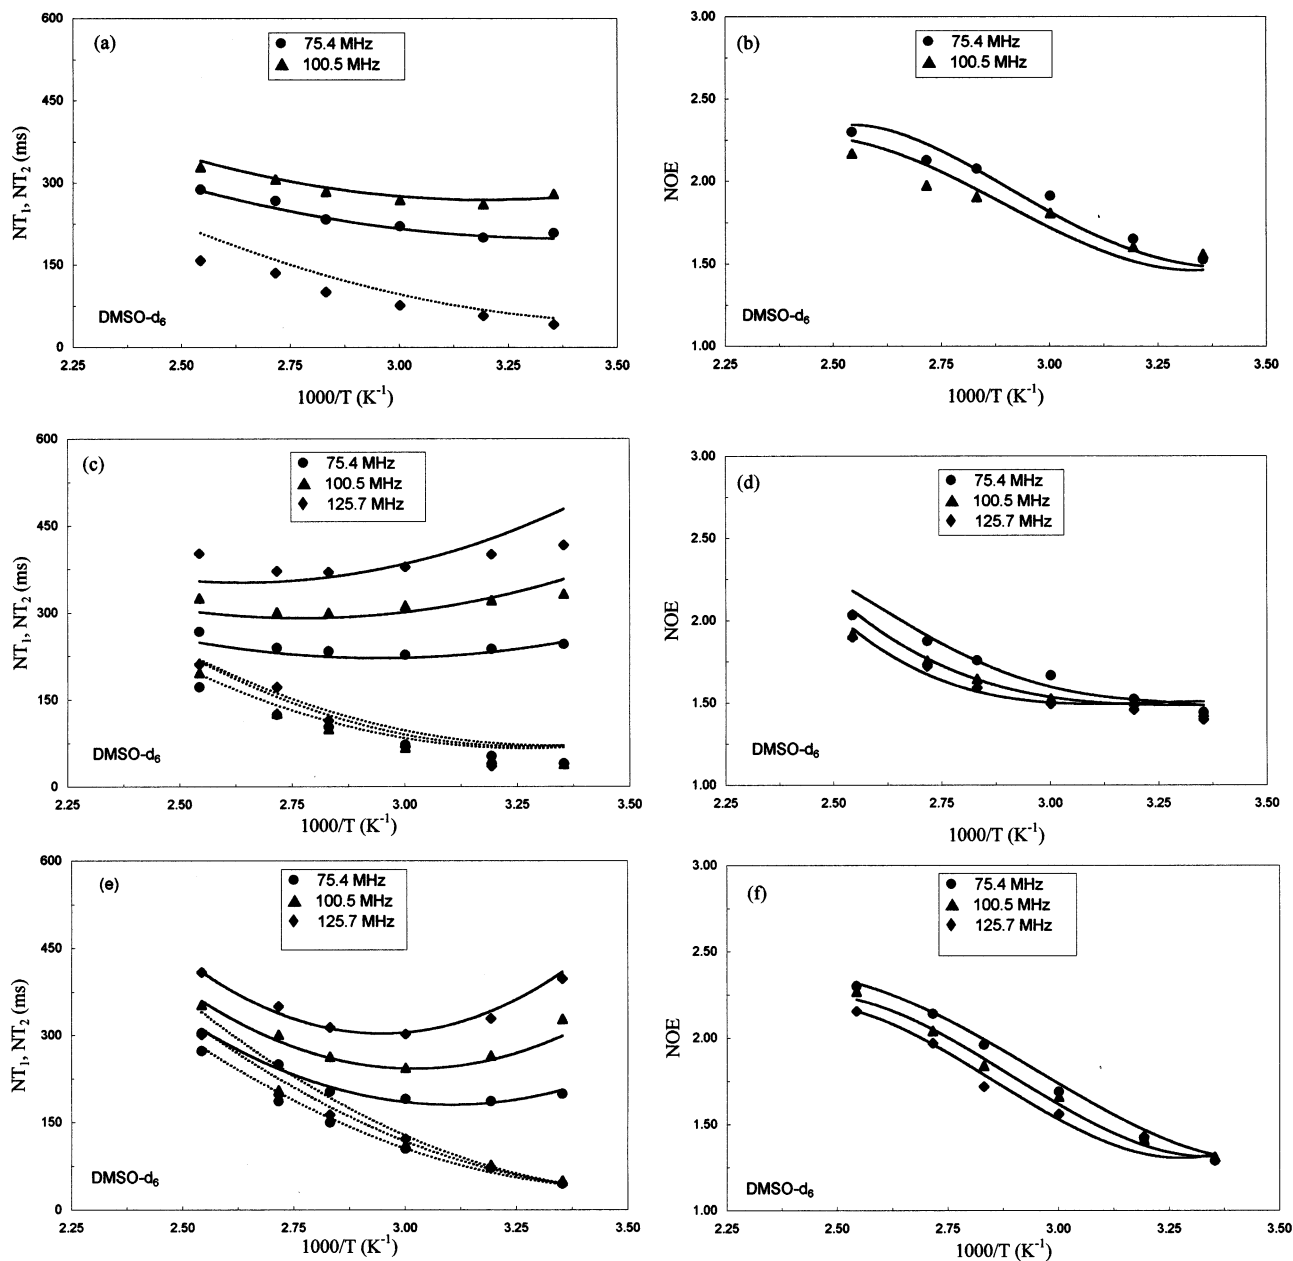 (a)
75.4 MHz
100.5 MHz
600
450
300
150
0
NT1, NT2 (ms)
DMSO-d6
2.25 2.50 2.75 3.00 3.25 3.50
1000/T (K-1)
(b)
75.4 MHz
100.5 MHz
3.00
2.50
2.00
1.50
1.00
NOE
DMSO-d6
2.25 2.50 2.75 3.00 3.25 3.50
1000/T (K-1)
(c)
75.4 MHz
100.5 MHz
125.7 MHz
600
450
300
150
0
NT1, NT2 (ms)
DMSO-d6
2.25 2.50 2.75 3.00 3.25 3.50
1000/T (K-1)
(d)
75.4 MHz
100.5 MHz
125.7 MHz
3.00
2.50
2.00
1.50
1.00
NOE
DMSO-d6
2.25 2.50 2.75 3.00 3.25 3.50
1000/T (K-1)
(e)
75.4 MHz
100.5 MHz
125.7 MHz
600
450
300
150
0
NT1, NT2 (ms)
DMSO-d6
2.25 2.50 2.75 3.00 3.25 3.50
1000/T (K-1)
(f)
75.4 MHz
100.5 MHz
125.7 MHz
3.00
2.50
2.00
1.50
1.00
NOE
DMSO-d6
2.25 2.50 2.75 3.00 3.25 3.50
1000/T (K-1)